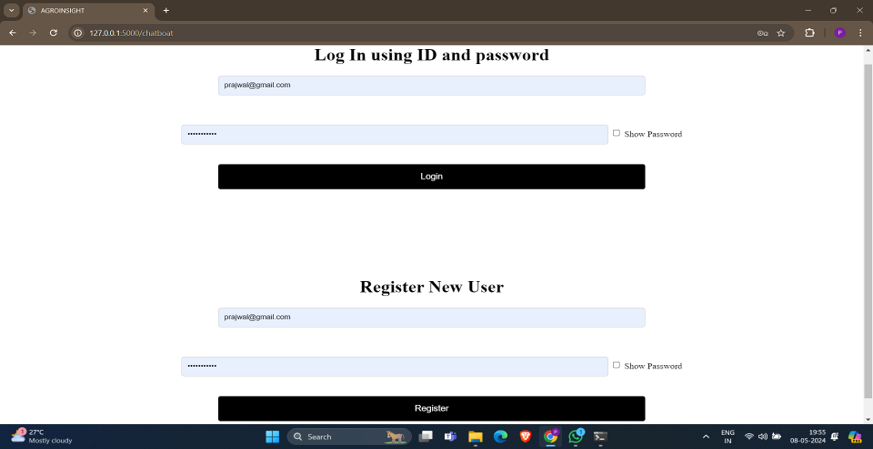 AGROINSIGHT
127.0.0.1:5000/chatboat
P
Log In using ID and password
prajwal@gmail.com
••••••••••• Show Password
Login
Register New User
prajwal@gmail.com
••••••••••• Show Password
Register
27°C
Mostly cloudy
Search
ENG
IN
19:55
08-05-2024